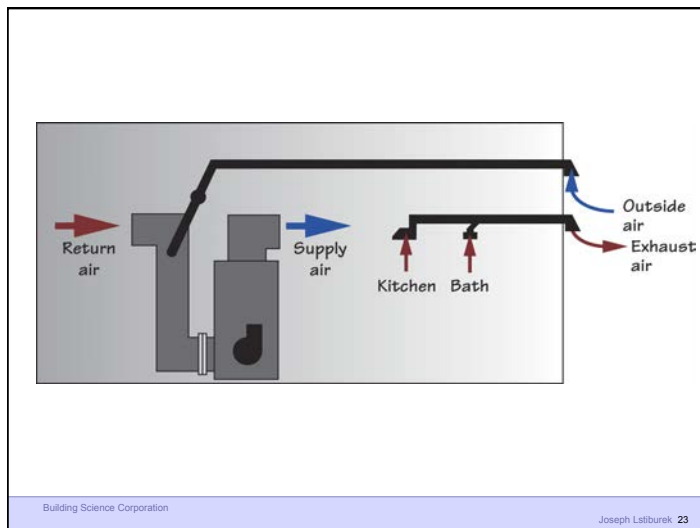 Return
air
Supply
air
Kitchen Bath
Outside
air
Exhaust
air
Building Science Corporation
Joseph Lstiburek 23